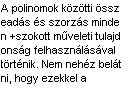 A polinomok közötti össz
eadás és szorzás minde
n +szokott műveleti tulajd
onság felhasználásával
történik. Nem nehéz belát
ni, hogy ezekkel a